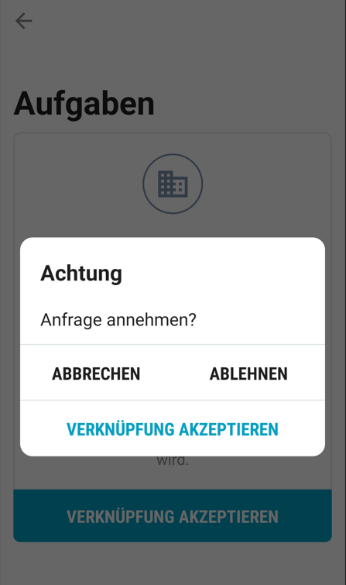 Aufgaben
Achtung
Anfrage annehmen?
ABBRECHEN ABLEHNEN
VERKNÜPFUNG AKZEPTIEREN
wird.
VERKNÜPFUNG AKZEPTIEREN